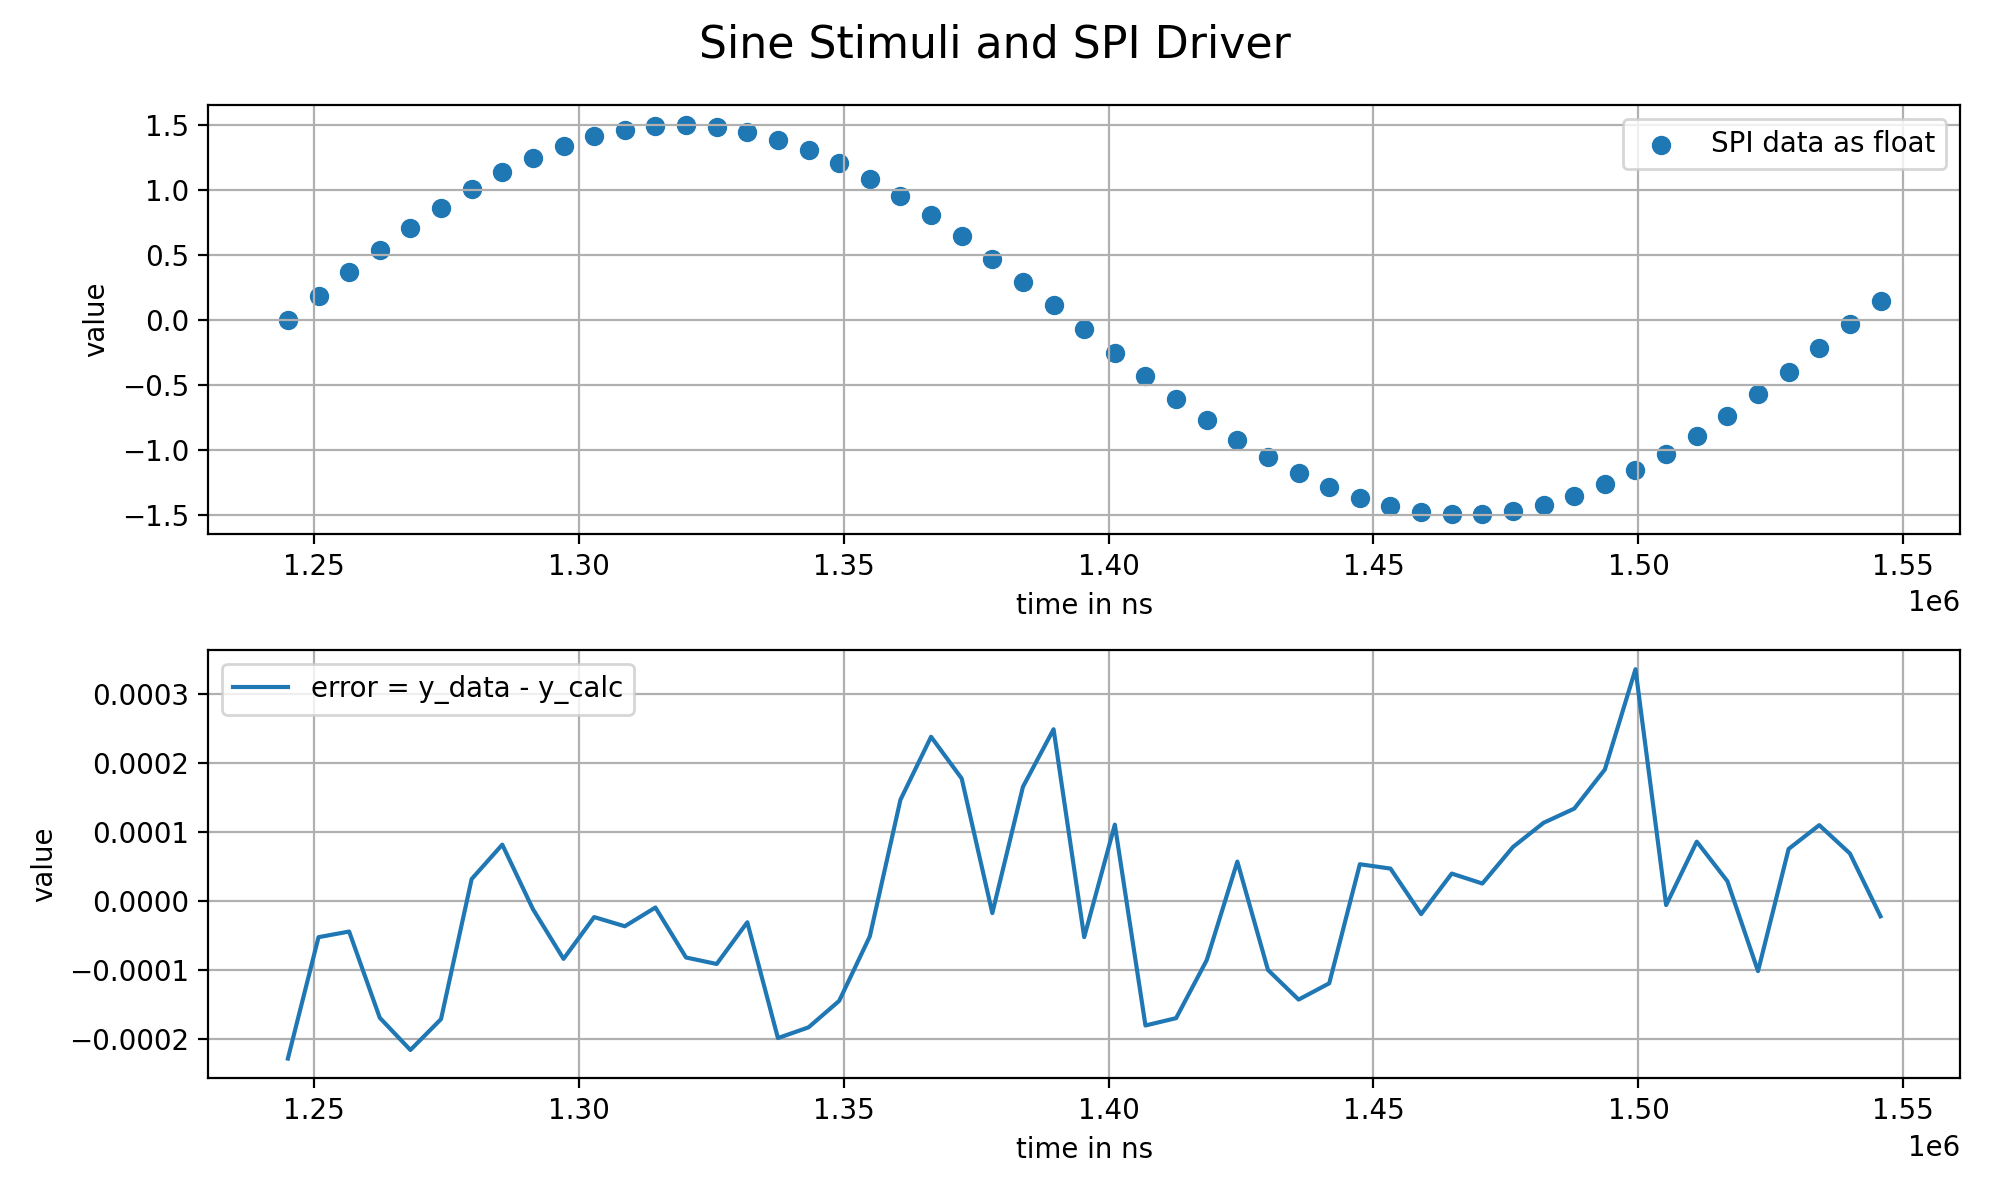 Sine Stimuli and SPI Driver
1.5
1.0
0.5
0.0
−0.5
−1.0
−1.5
value
SPI data as float
1.25 1.30 1.35 1.40 1.45 1.50 1.55
time in ns
1e6
0.0003
0.0002
0.0001
0.0000
−0.0001
−0.0002
value
error = y_data - y_calc
1.25 1.30 1.35 1.40 1.45 1.50 1.55
time in ns
1e6